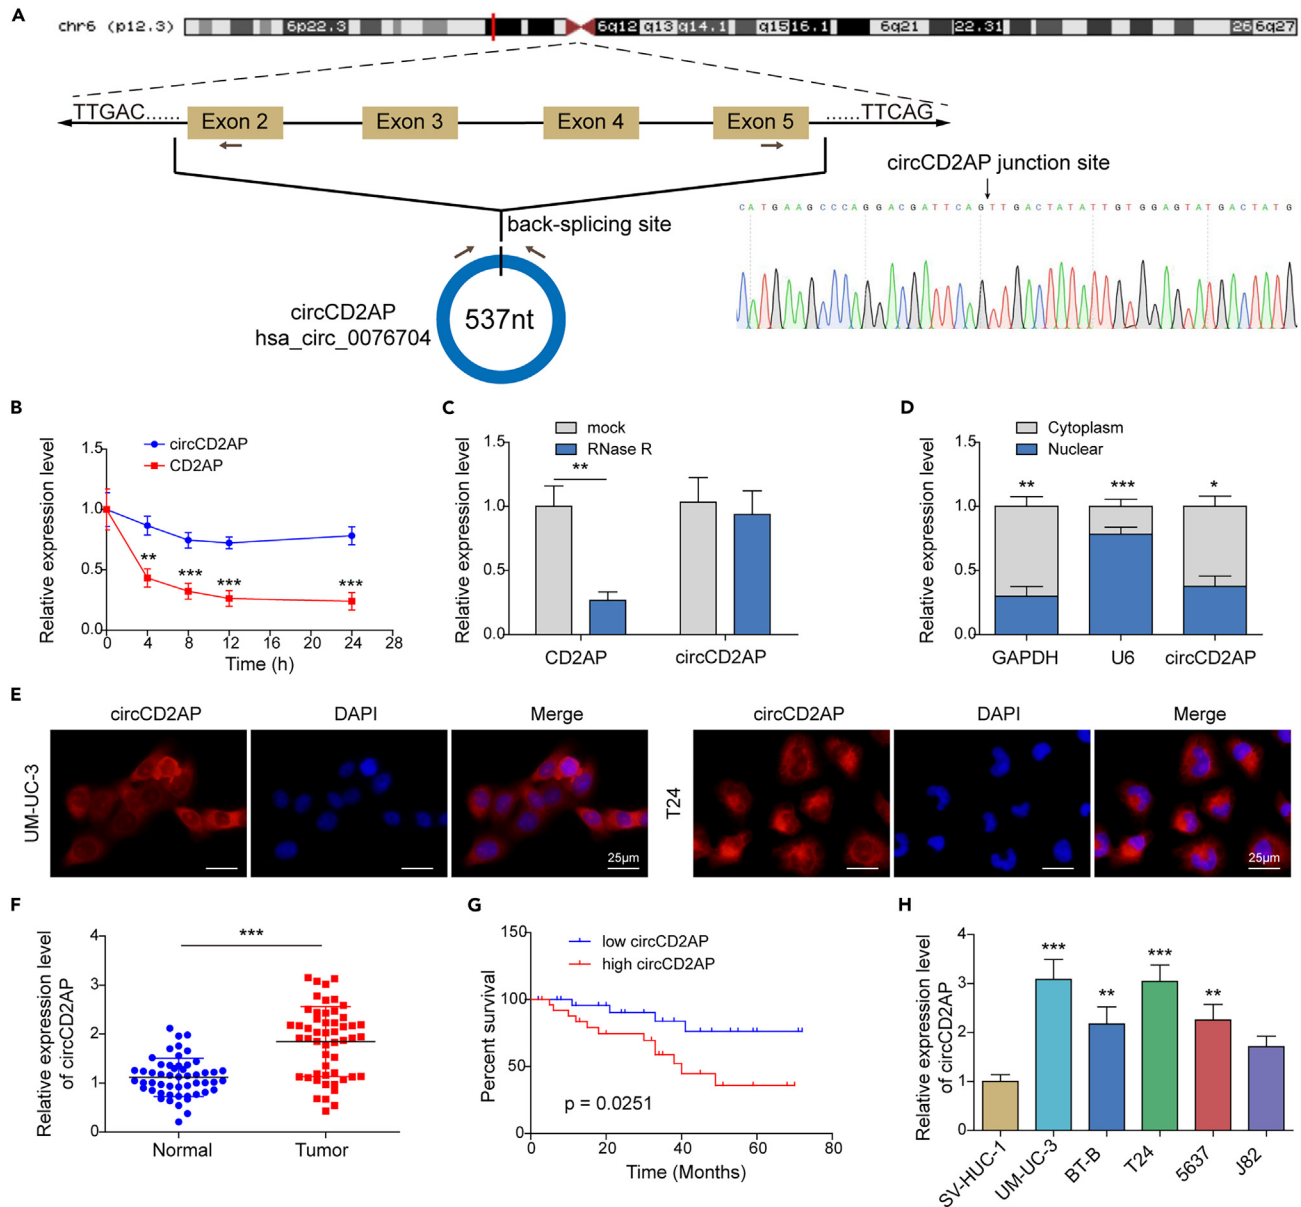 A
chr6 (p12.3) 6p22.3 6q12 q13 q14.1 q15 16.1 6q21 22.31 26 6q27
TTGAC...... Exon 2 Exon 3 Exon 4 Exon 5 ......TTCAG
circCD2AP junction site
CATGAAGCCCAGGACGATTCAGTTGACTATATTGTGGAGTATGACTATG
back-splicing site
circCD2AP
hsa_circ_0076704
537nt
B
Relative expression level
1.5
1.0
0.5
0.0
circCD2AP
CD2AP
** *** *** ***
0 4 8 12 16 20 24 28
Time (h)
C
Relative expression level
1.5
1.0
0.5
0.0
mock
RNase R
**
CD2AP circCD2AP
D
Relative expression level
1.5
1.0
0.5
0.0
Cytoplasm
Nuclear
** *** *
GAPDH U6 circCD2AP
E
circCD2AP DAPI Merge
UM-UC-3
25µm
circCD2AP DAPI Merge
T24
25µm
F
Relative expression level
of circCD2AP
4
3
2
1
0
***
Normal Tumor
G
Percent survival
150
100
50
0
low circCD2AP
high circCD2AP
p = 0.0251
0 20 40 60 80
Time (Months)
H
Relative expression level
of circCD2AP
4
3
2
1
0
*** ** *** **
SV-HUC-1 UM-UC-3 BT-B T24 5637 J82